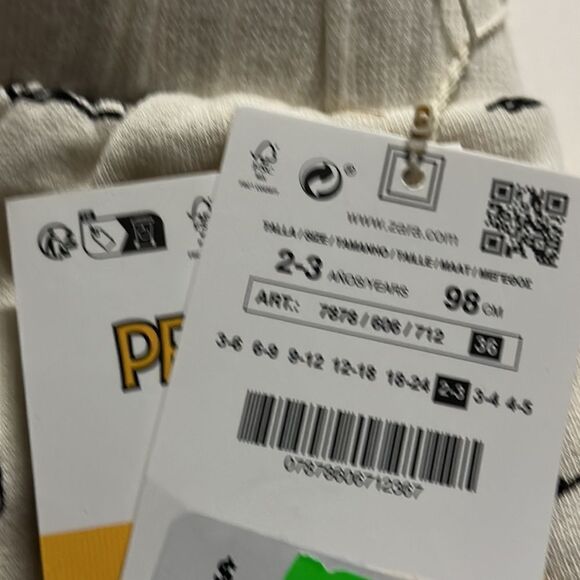 www.zara.com
TALLA / SIZE / TAMANHO / TAILLE / MAAT / MEГEΘOΣ
2-3 AÑOS/YEARS 98 CM
ART.: 7878 / 606 / 712 36
3-6 6-9 9-12 12-18 18-24 2-3 3-4 4-5
07878606712367
$